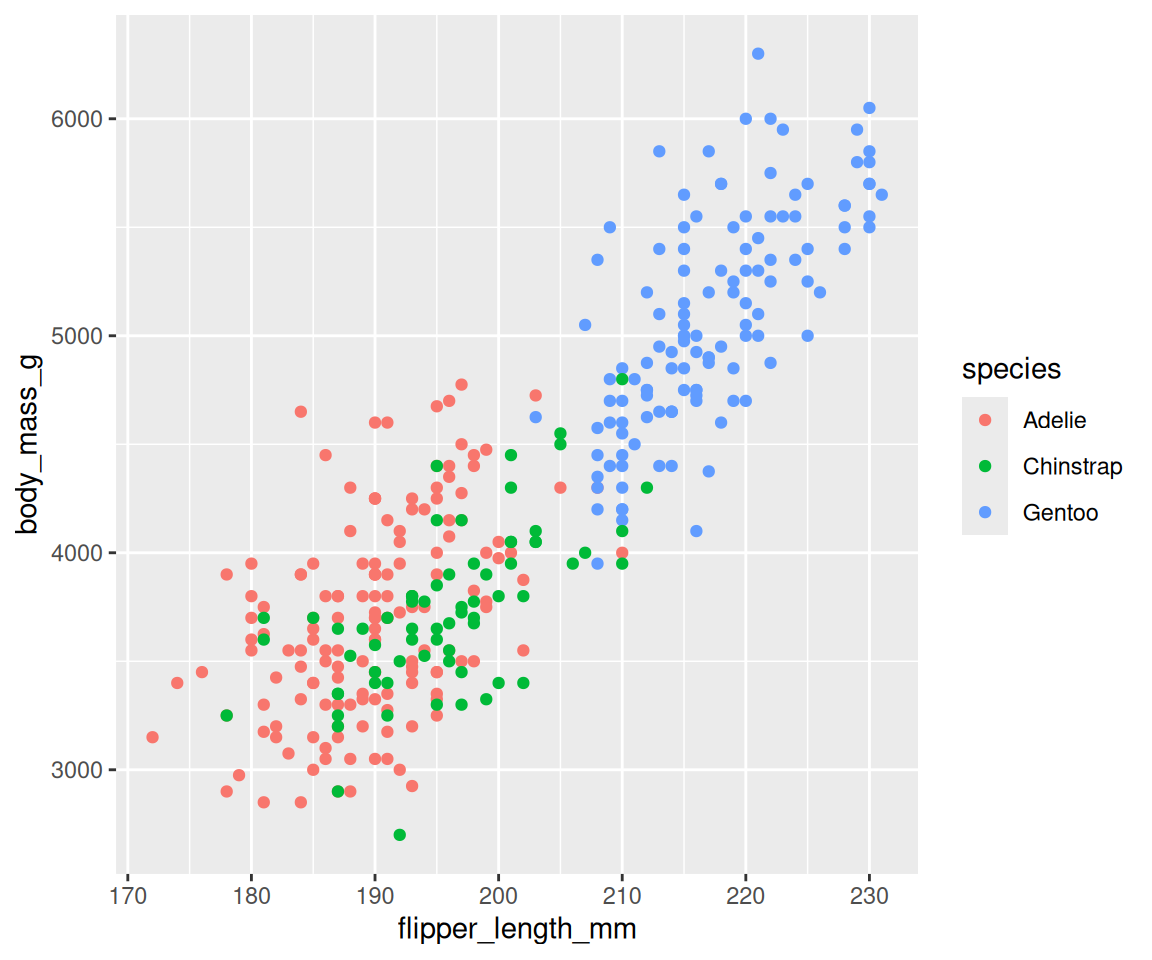 6000
5000
4000
3000
body_mass_g
170 180 190 200 210 220 230
flipper_length_mm
species
Adelie
Chinstrap
Gentoo